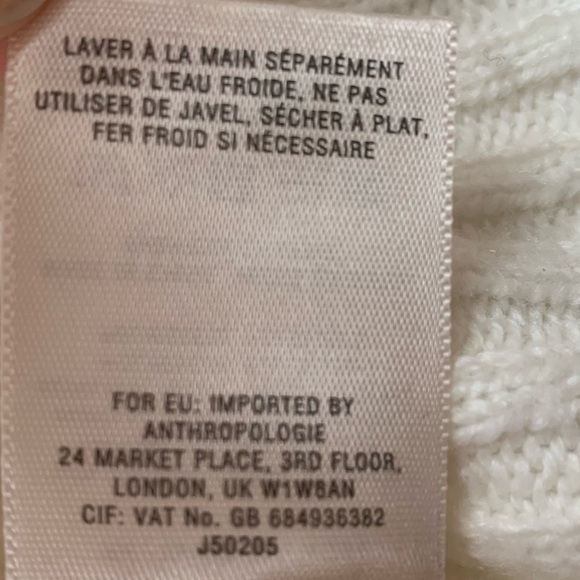 LAVER À LA MAIN SÉPARÉMENT
DANS L'EAU FROIDE, NE PAS
UTILISER DE JAVEL, SÉCHER À PLAT,
FER FROID SI NÉCESSAIRE
FOR EU: IMPORTED BY
ANTHROPOLOGIE
24 MARKET PLACE, 3RD FLOOR,
LONDON, UK W1W8AN
CIF: VAT No. GB 684936382
J50205